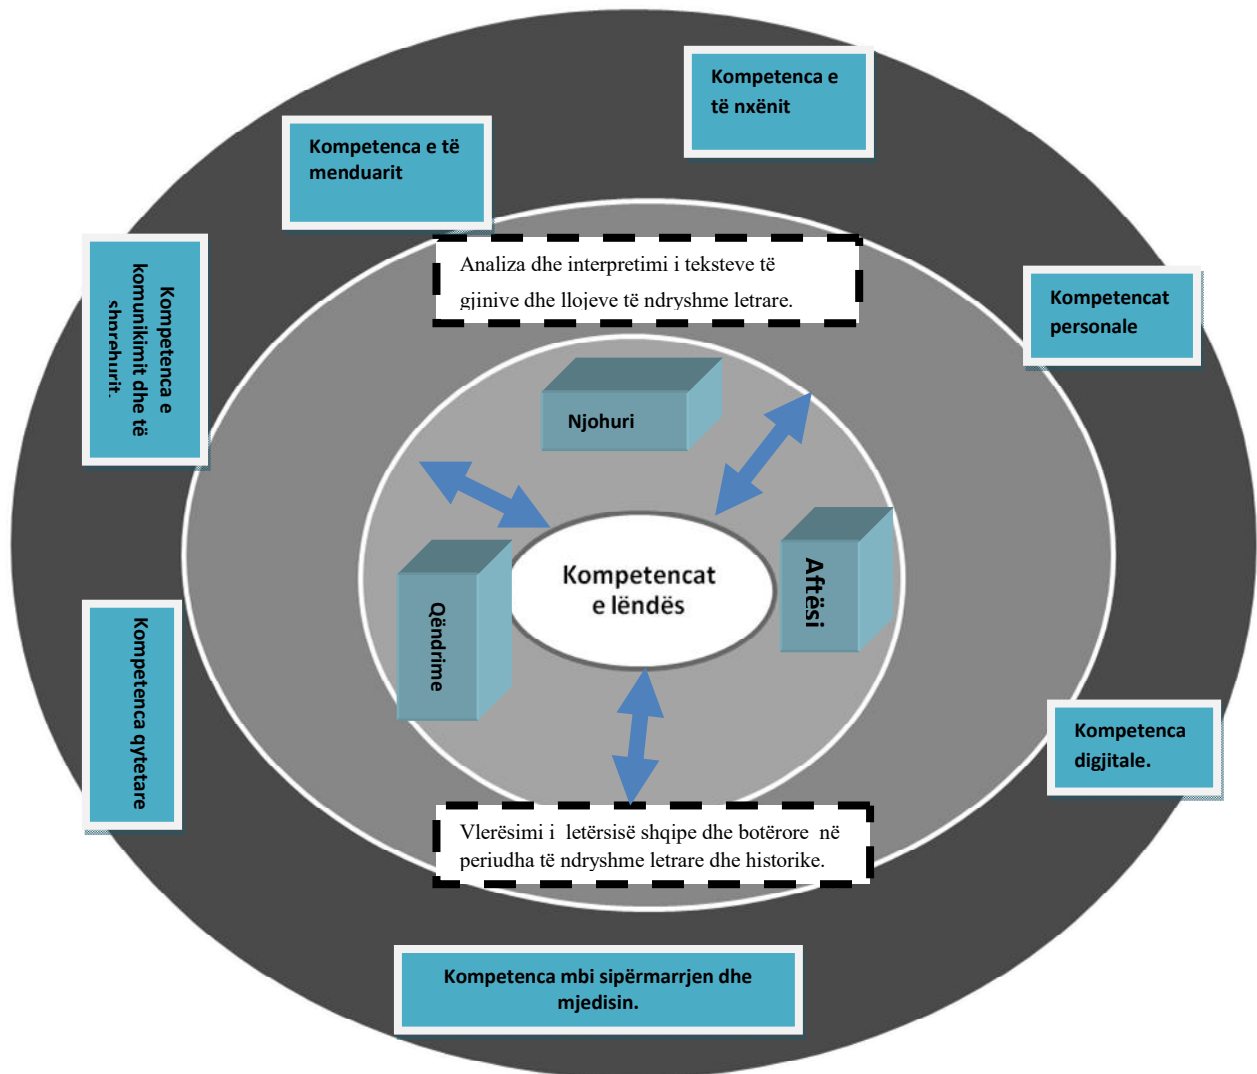 Kompetenca e
të nxënit
Kompetenca e të
menduarit
Kompetenca e
komunikimit dhe të
shprehurit.
Analiza dhe interpretimi i teksteve të
gjinive dhe llojeve të ndryshme letrare.
Kompetencat
personale
Njohuri
Kompetencat
e lëndës
Aftësi
Qëndrime
Kompetenca qytetare
Kompetenca
digjitale.
Vlerësimi i letërsisë shqipe dhe botërore në
periudha të ndryshme letrare dhe historike.
Kompetenca mbi sipërmarrjen dhe
mjedisin.